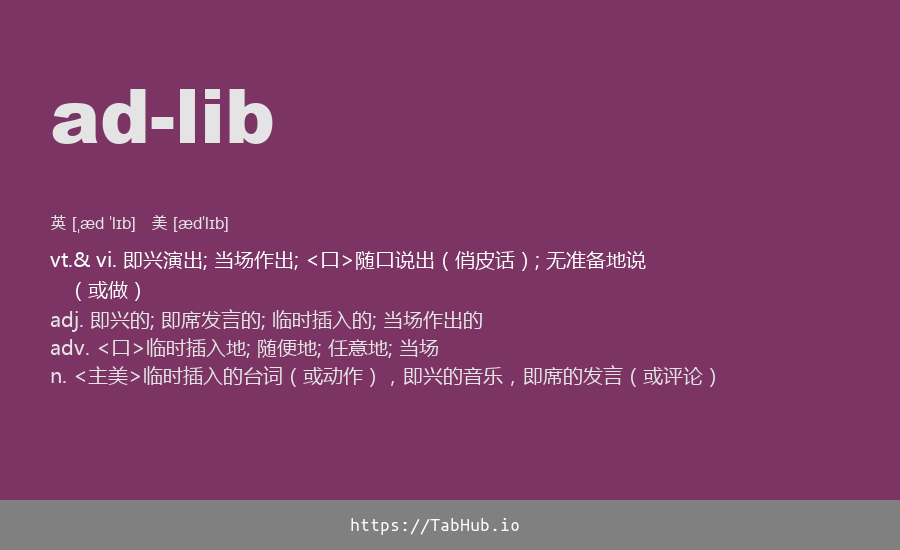 ad-lib
英 [ˌæd ˈlɪb] 美 [ædˈlɪb]
vt.& vi. 即兴演出; 当场作出; <口>随口说出（俏皮话）; 无准备地说
（或做）
adj. 即兴的; 即席发言的; 临时插入的; 当场作出的
adv. <口>临时插入地; 随便地; 任意地; 当场
n. <主美>临时插入的台词（或动作），即兴的音乐，即席的发言（或评论）
https://TabHub.io